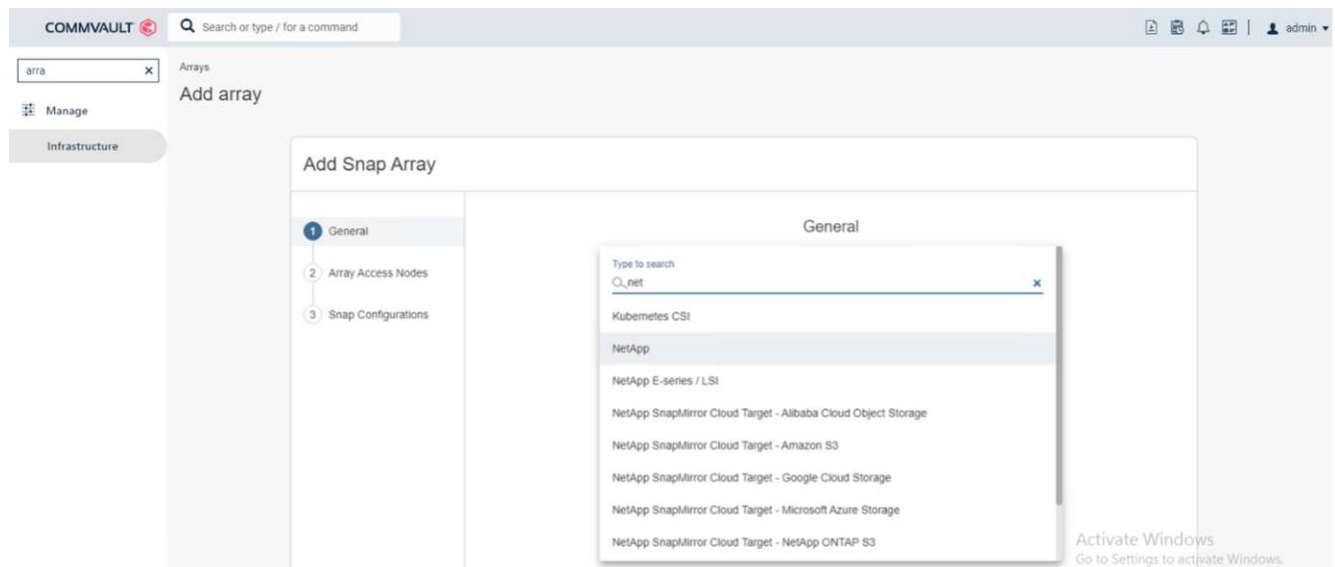 COMMVAULT
Search or type / for a command
admin
arra
Manage
Infrastructure
Arrays
Add array
Add Snap Array
1 General
2 Array Access Nodes
3 Snap Configurations
General
Type to search
net
Kubernetes CSI
NetApp
NetApp E-series / LSI
NetApp SnapMirror Cloud Target - Alibaba Cloud Object Storage
NetApp SnapMirror Cloud Target - Amazon S3
NetApp SnapMirror Cloud Target - Google Cloud Storage
NetApp SnapMirror Cloud Target - Microsoft Azure Storage
NetApp SnapMirror Cloud Target - NetApp ONTAP S3
Activate Windows
Go to Settings to activate Windows.